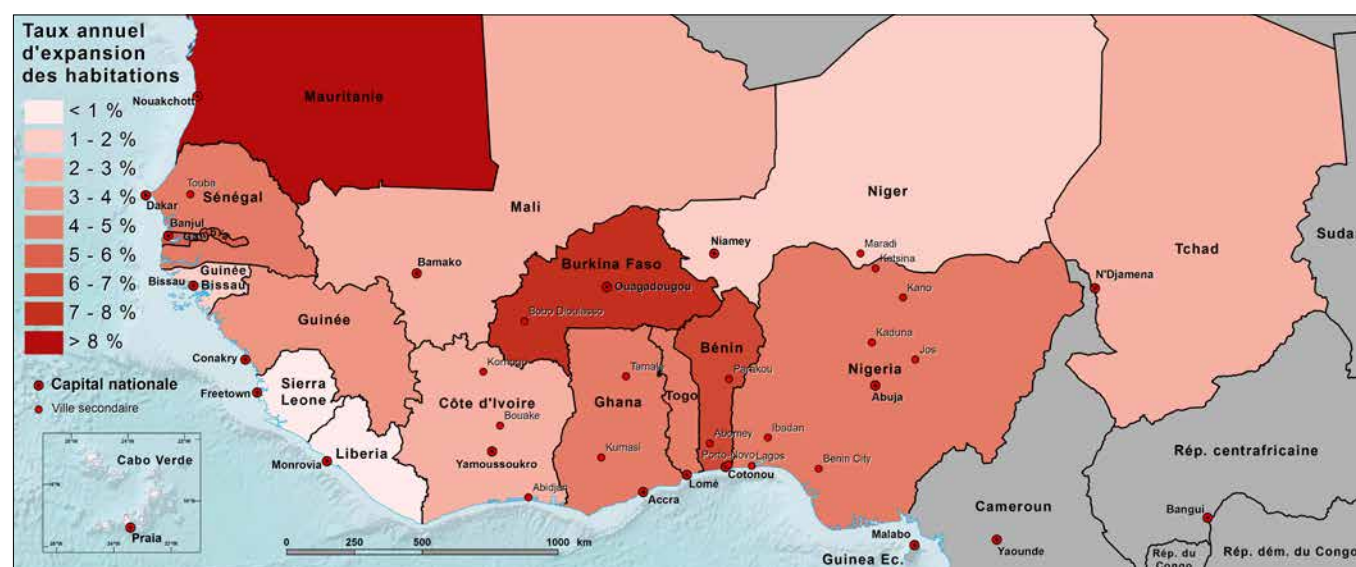 Taux annuel
d'expansion
des habitations
< 1 %
1 - 2 %
2 - 3 %
3 - 4 %
4 - 5 %
5 - 6 %
6 - 7 %
7 - 8 %
> 8 %
Capital nationale
Ville secondaire
Mauritanie
Nouakchott
Touba
Sénégal
Dakar
Banjul
Guinée
Bissau
Bissau
Mali
Bamako
Niger
Niamey
Maradi
Katsina
Tchad
N'Djamena
Suda
Burkina Faso
Ouagadougou
Bobo Dioulasso
Guinée
Conakry
Sierra
Leone
Freetown
Liberia
Monrovia
Korhogo
Côte d'Ivoire
Bouake
Yamoussokro
Abidjan
Tamale
Ghana
Kumasi
Accra
Togo
Lomé
Bénin
Parakou
Abomey
Porto-Novo
Cotonou
Lagos
Ibadan
Benin City
Kano
Kaduna
Jos
Nigeria
Abuja
Cabo Verde
Praia
0
250
500
1000
km
Malabo
Guinea Ec.
Cameroun
Yaounde
Rép. centrafricaine
Bangui
Rép. du
Congo
Rép. dém. du Congo